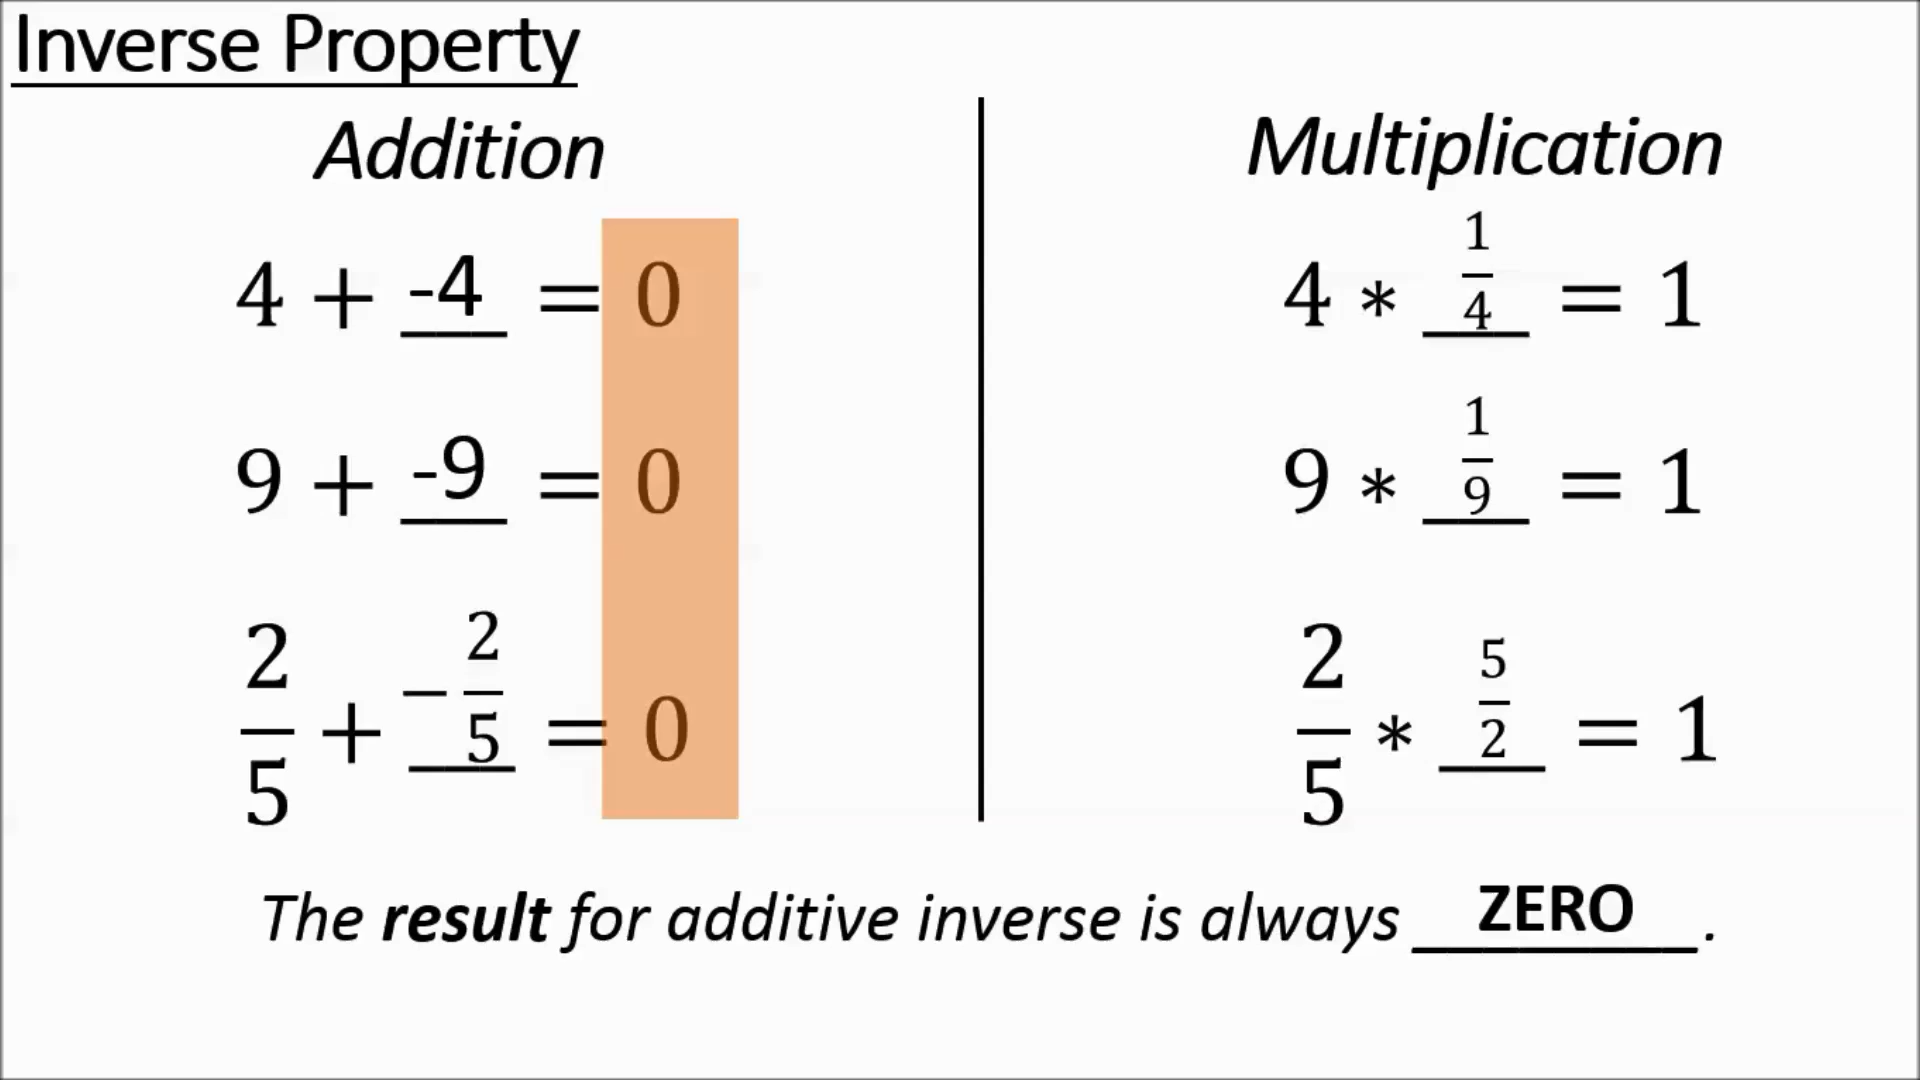 Inverse Property
Addition
4 + -4 = 0
9 + -9 = 0
2/5 + −2/5 = 0
Multiplication
4 * 1/4 = 1
9 * 1/9 = 1
2/5 * 5/2 = 1
The result for additive inverse is always ZERO.